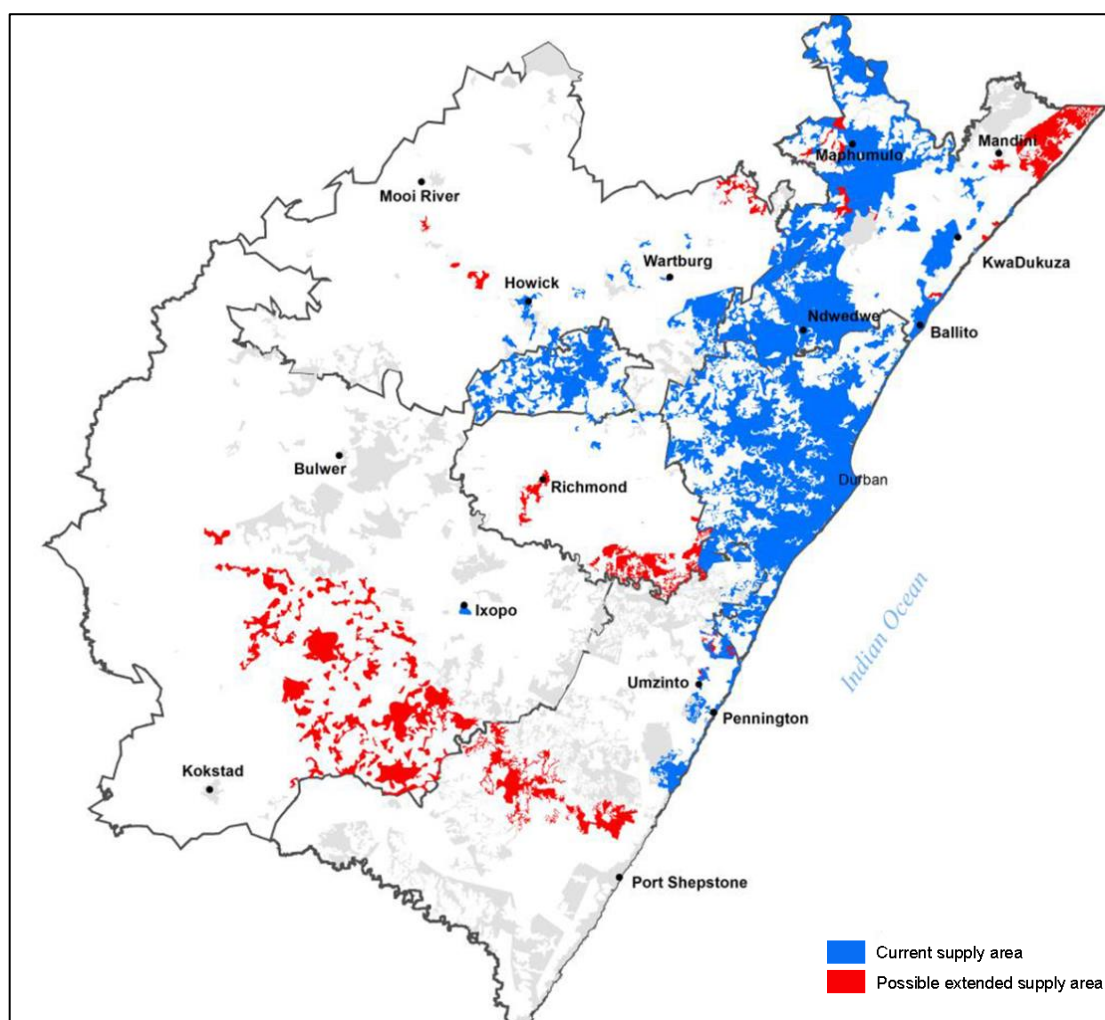 Maphumulo
Mandini
Mooi River
KwaDukuza
Wartburg
Howick
Ndwedwe
Ballito
Bulwer
Richmond
Durban
Ixopo
Indian Ocean
Umzinto
Pennington
Kokstad
Port Shepstone
Current supply area
Possible extended supply area